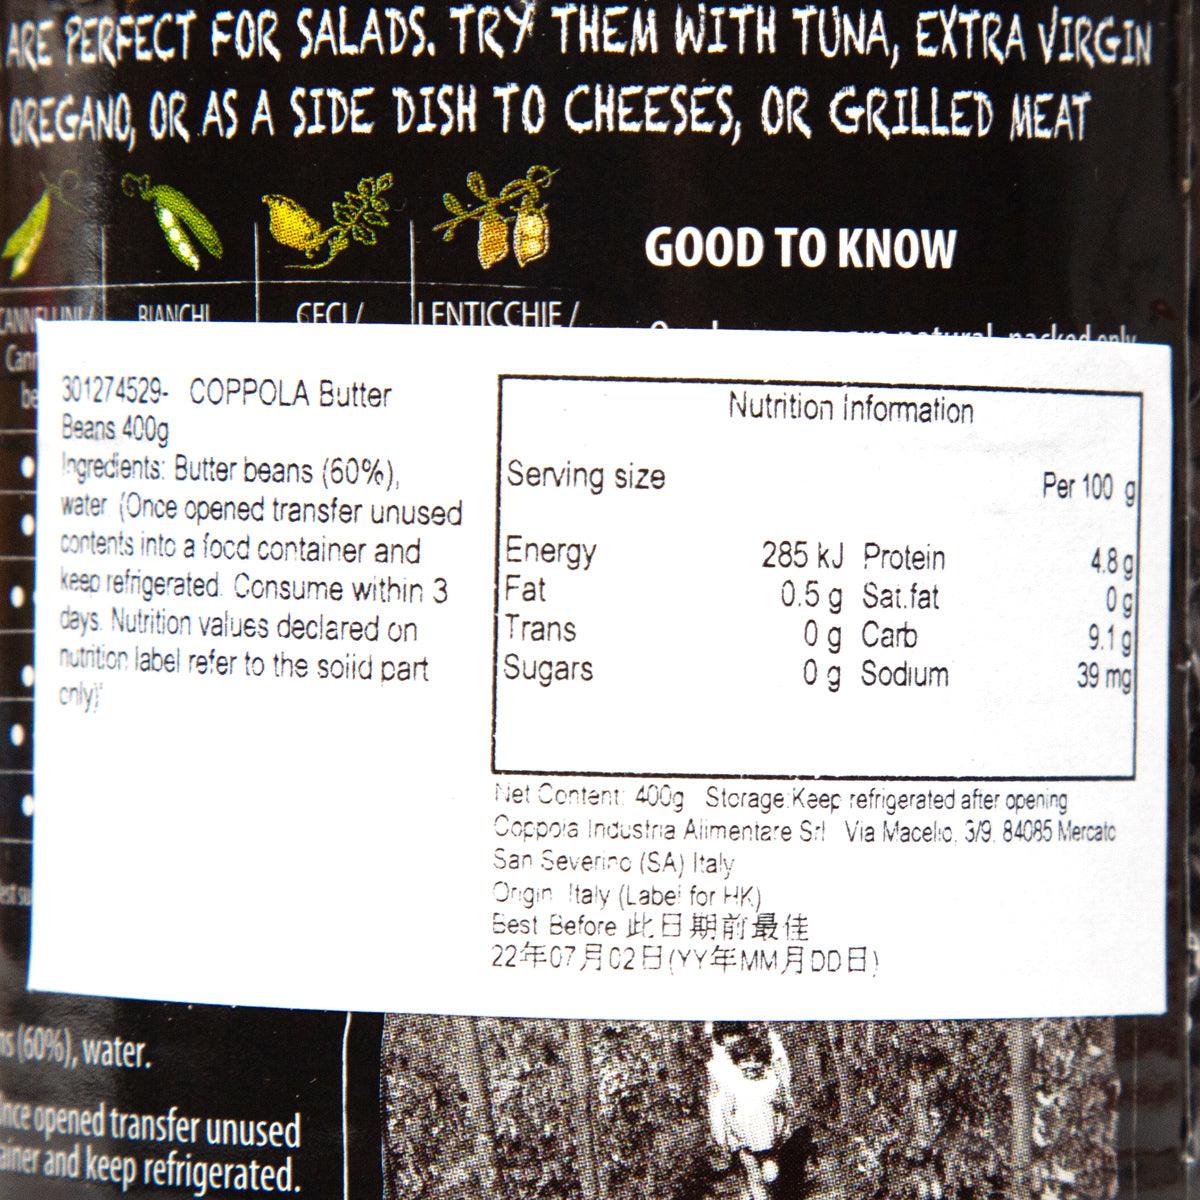 ARE PERFECT FOR SALADS. TRY THEM WITH TUNA, EXTRA VIRGIN
OREGANO, OR AS A SIDE DISH TO CHEESES, OR GRILLED MEAT
GOOD TO KNOW
CANNELLINI / BIANCHI CECI / LENTICCHIE /
natural, packed only
301274529- COPPOLA Butter
Beans 400g
Ingredients: Butter beans (60%),
water (Once opened transfer unused
contents into a food container and
keep refrigerated. Consume within 3
days. Nutrition values declared on
nutrition label refer to the solid part
only)
Nutrition Information
Serving size Per 100 g
Energy 285 kJ Protein 4.8 g
Fat 0.5 g Sat.fat 0 g
Trans 0 g Carb 9.1 g
Sugars 0 g Sodium 39 mg
Net Content: 400g Storage:Keep refrigerated after opening
Coppola Industria Alimentare Srl Via Macello, 3/9, 84085 Mercato
San Severino (SA) Italy
Origin Italy (Label for HK)
Best Before 此日期前最佳
22年07月02日(YY年MM月DD日)
(60%), water.
Once opened transfer unused
and keep refrigerated.